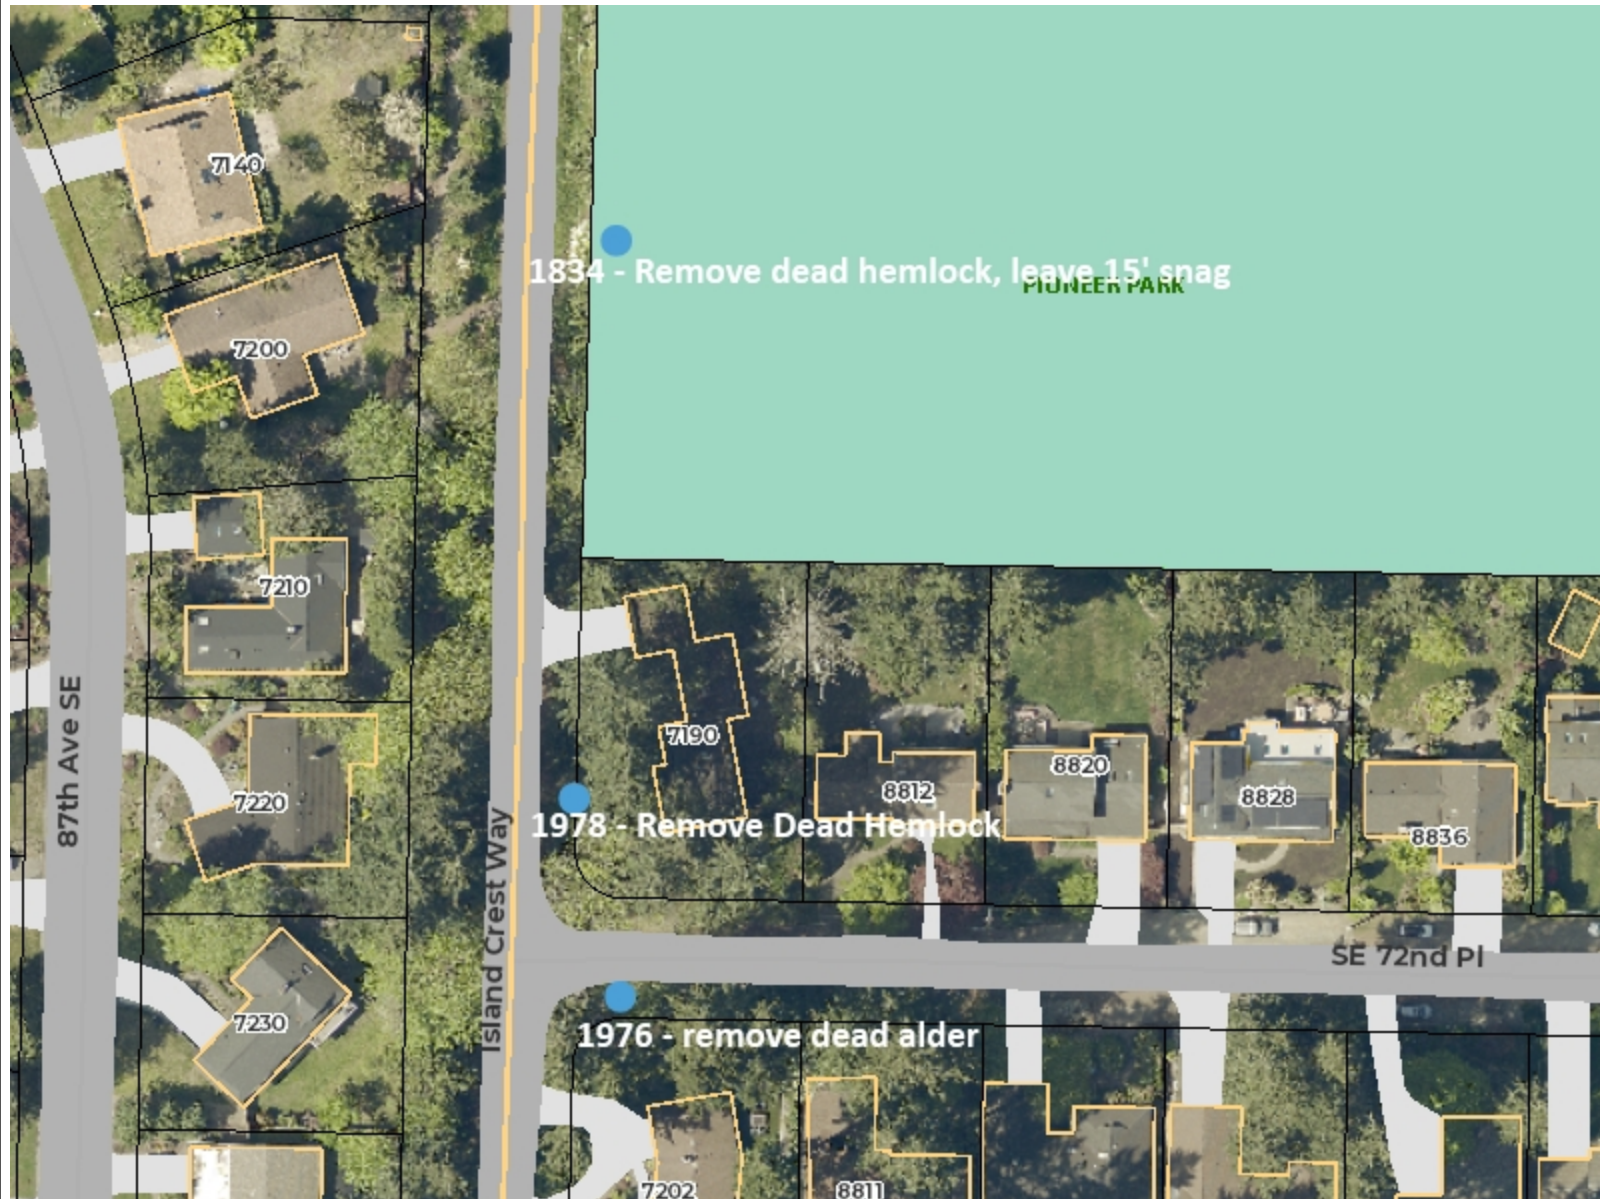 7140
1834 - Remove dead hemlock, leave 15' snag
PIONEER PARK
7200
7210
87th Ave SE
7190
7220
8812
8820
8828
8836
1978 - Remove Dead Hemlock
Island Crest Way
SE 72nd Pl
7230
1976 - remove dead alder
7202
8811